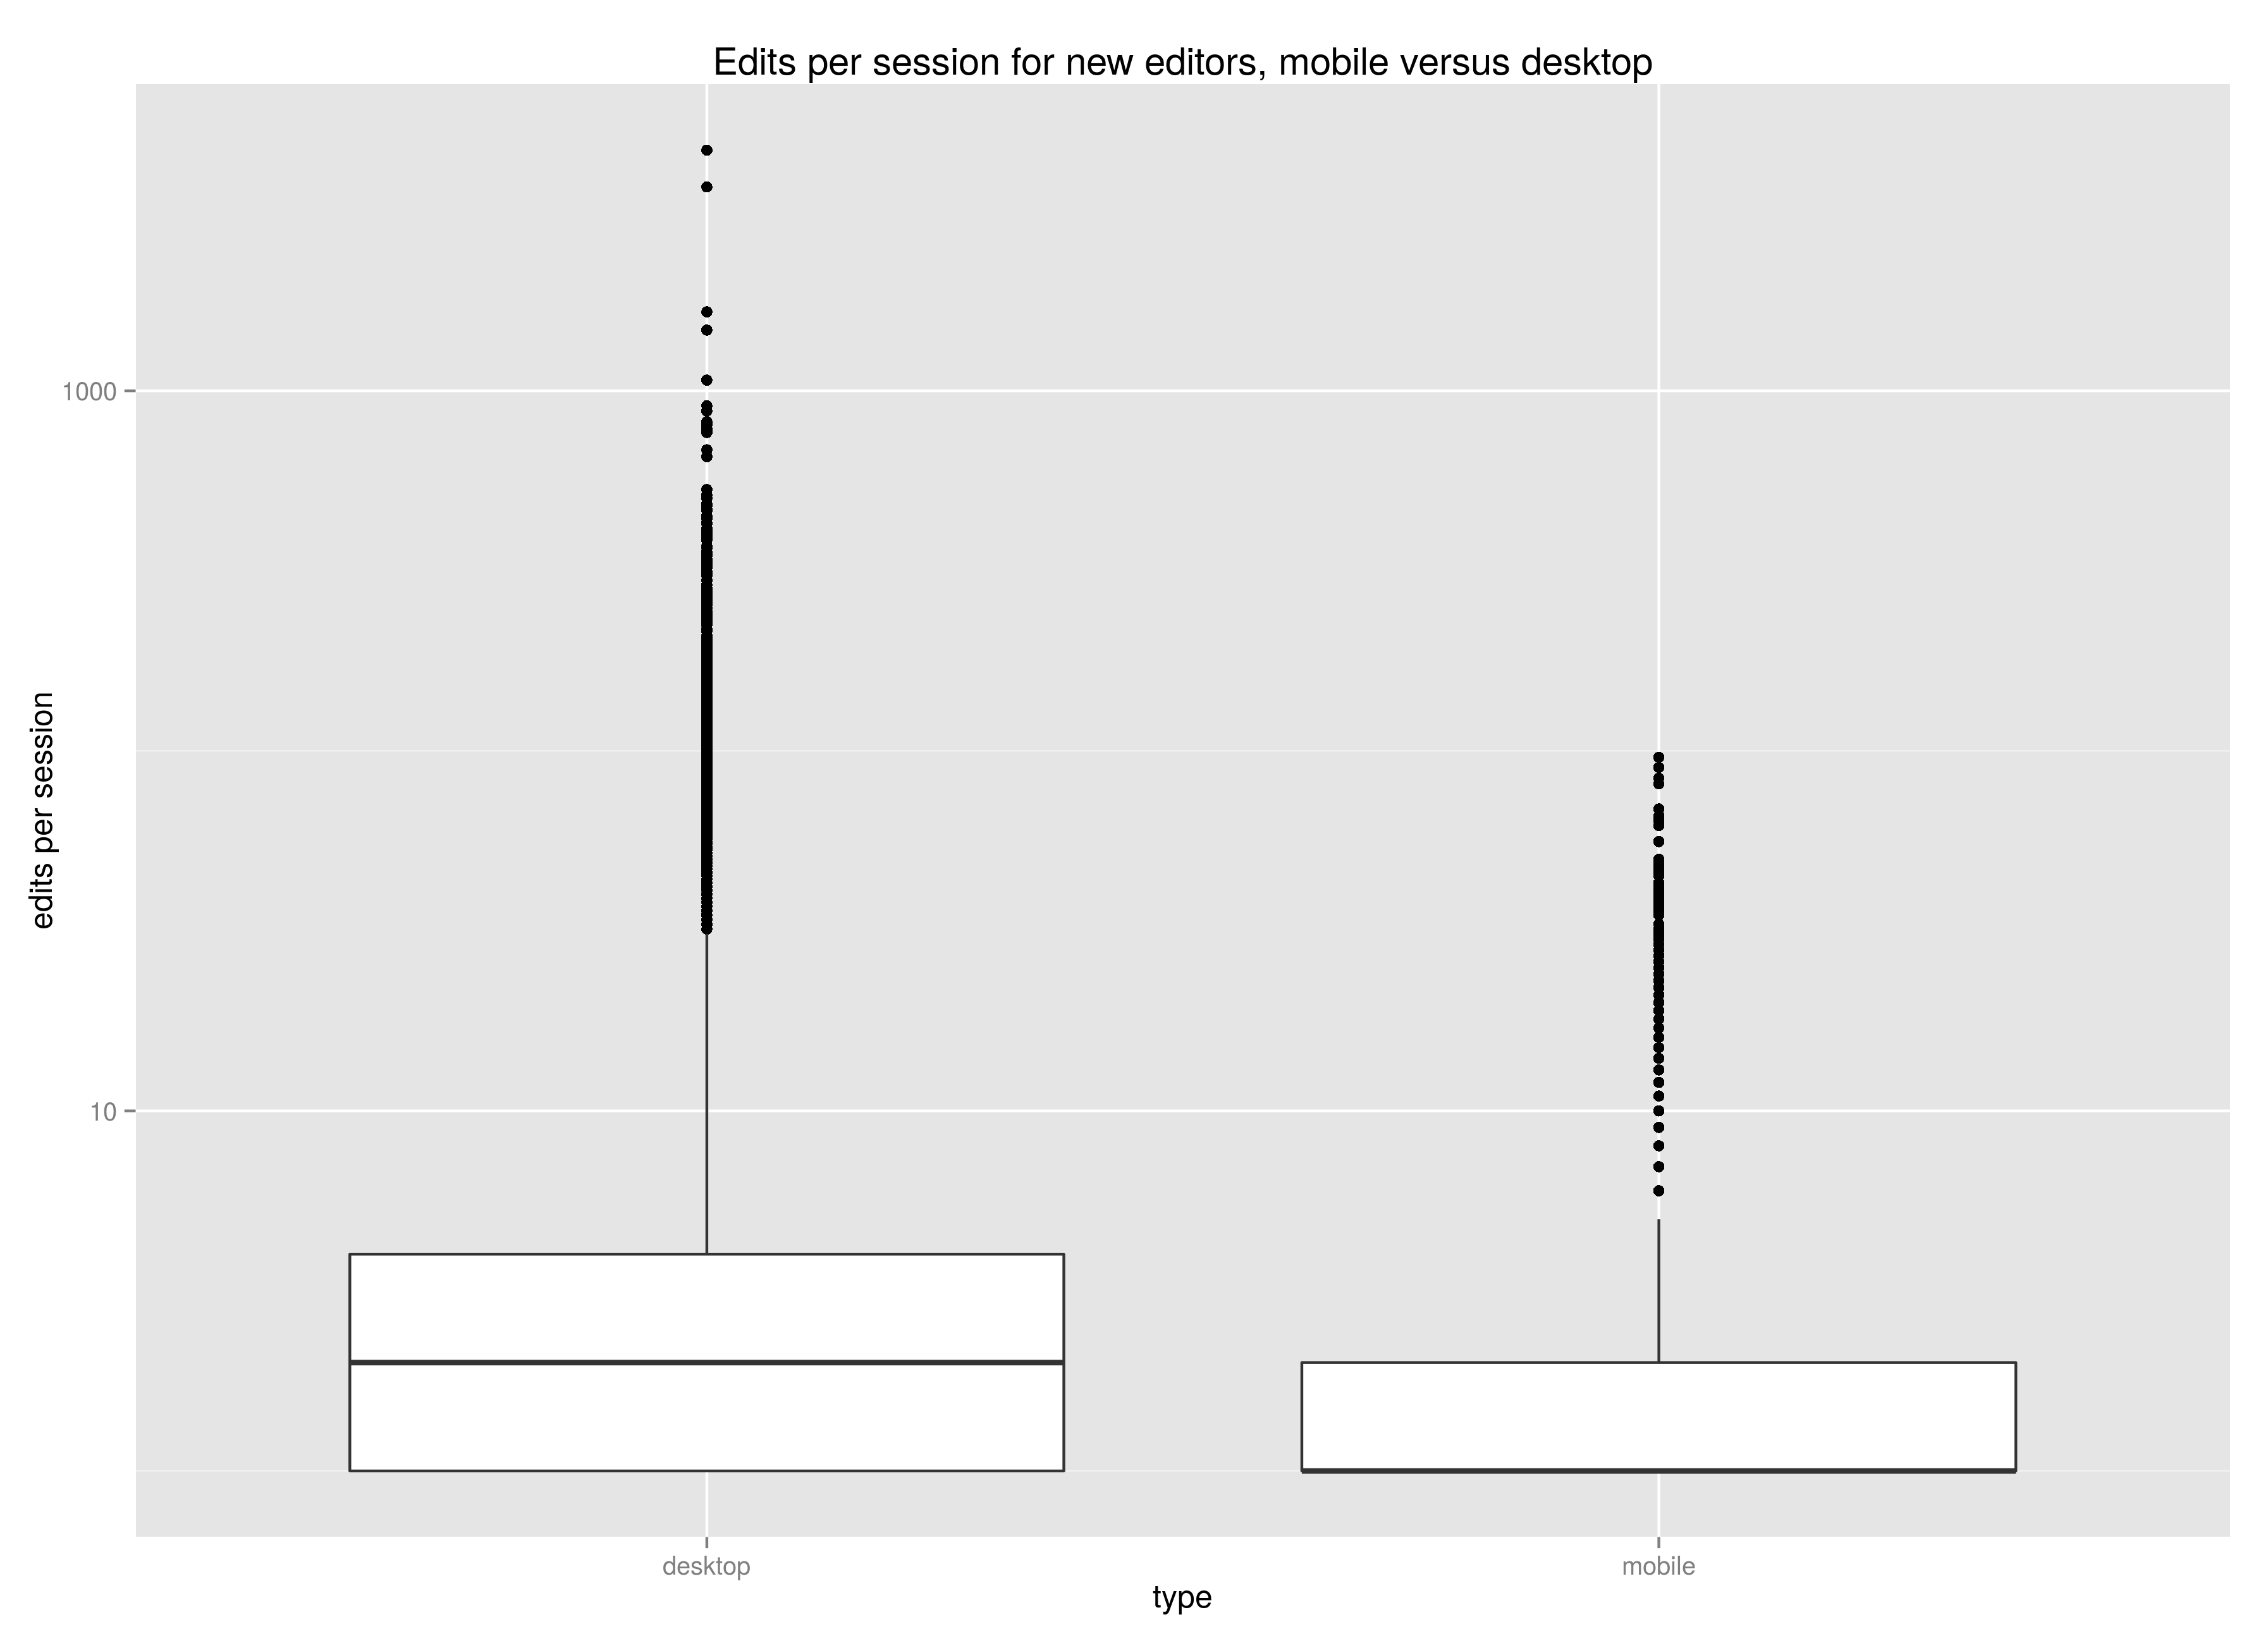 Edits per session for new editors, mobile versus desktop
1000
10
edits per session
desktop
mobile
type